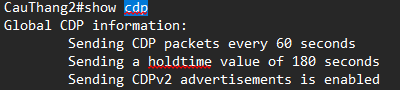 CauThang2#show cdp
Global CDP information:
        Sending CDP packets every 60 seconds
        Sending a holdtime value of 180 seconds
        Sending CDPv2 advertisements is enabled